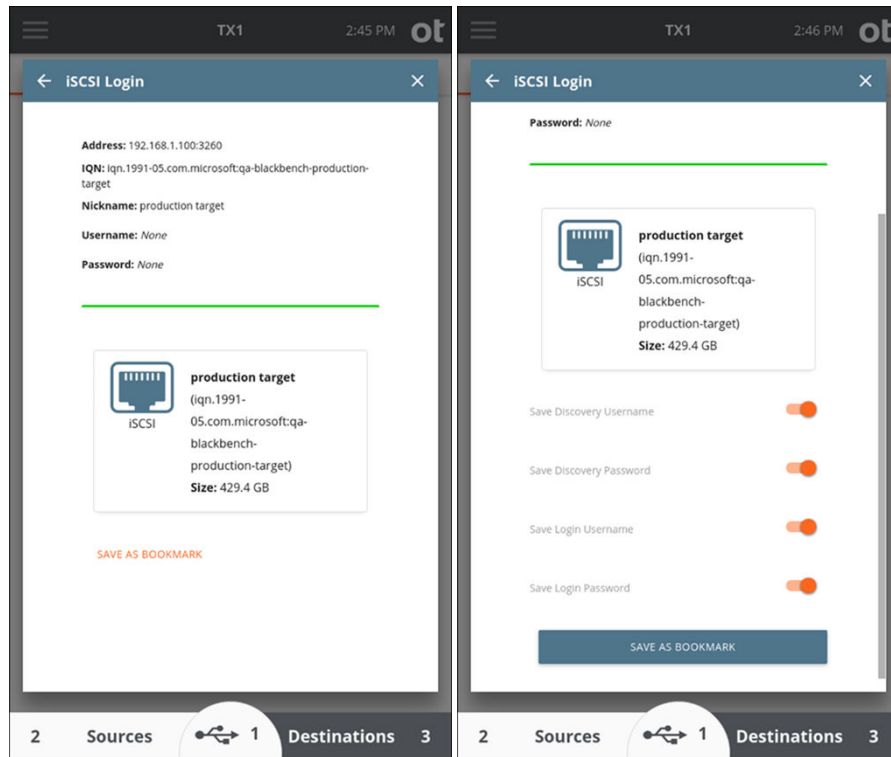 TX1
2:45 PM
ot
iSCSI Login
Address: 192.168.1.100:3260
IQN: iqn.1991-05.com.microsoft:qa-blackbench-production-
target
Nickname: production target
Username: None
Password: None
iSCSI
production target
(iqn.1991-
05.com.microsoft:qa-
blackbench-
production-target)
Size: 429.4 GB
SAVE AS BOOKMARK
2 Sources 1 Destinations 3
TX1
2:46 PM
ot
iSCSI Login
Password: None
iSCSI
production target
(iqn.1991-
05.com.microsoft:qa-
blackbench-
production-target)
Size: 429.4 GB
Save Discovery Username
Save Discovery Password
Save Login Username
Save Login Password
SAVE AS BOOKMARK
2 Sources 1 Destinations 3